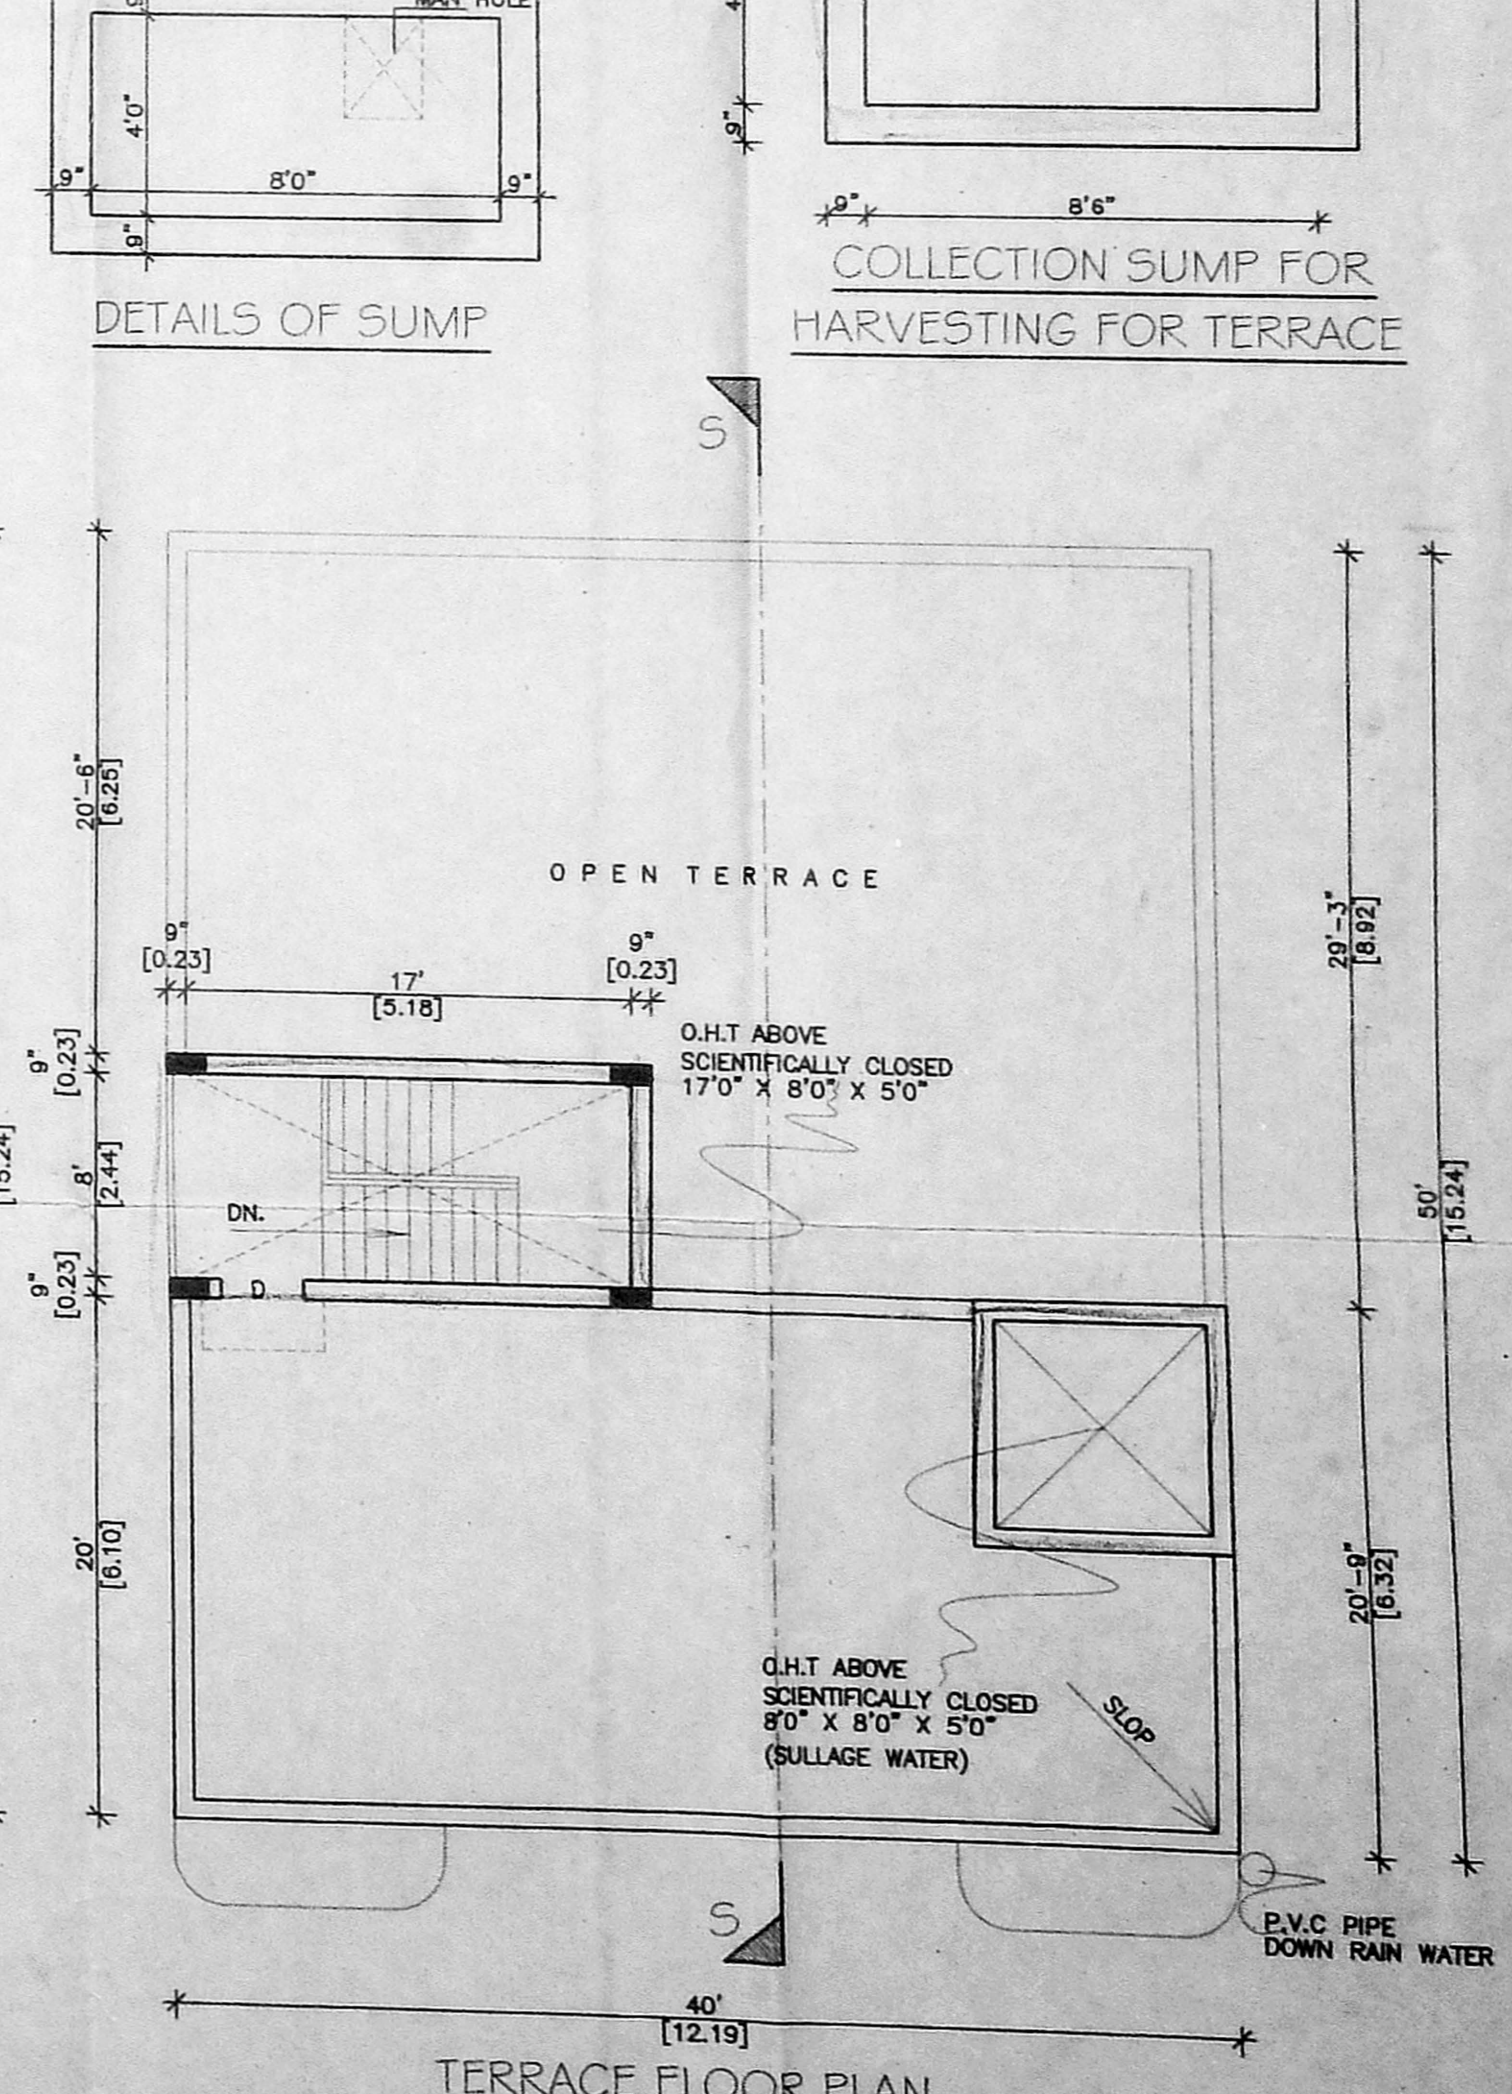 MAN HOLE
4'0"
9"
8'0"
9"
9"
DETAILS OF SUMP
9"
9"
8'6"
COLLECTION SUMP FOR
HARVESTING FOR TERRACE
S
20'-6"
[6.25]
29'-3"
[8.92]
OPEN TERRACE
9"
[0.23]
17'
[5.18]
9"
[0.23]
O.H.T ABOVE
SCIENTIFICALLY CLOSED
17'0" X 8'0" X 5'0"
9"
[0.23]
8'
[2.44]
9"
[0.23]
[15.24]
DN.
D
50'
[15.24]
20'
[6.10]
20'-9"
[6.32]
O.H.T ABOVE
SCIENTIFICALLY CLOSED
8'0" X 8'0" X 5'0"
(SULLAGE WATER)
SLOP
S
P.V.C PIPE
DOWN RAIN WATER
40'
[12.19]
TERRACE FLOOR PLAN